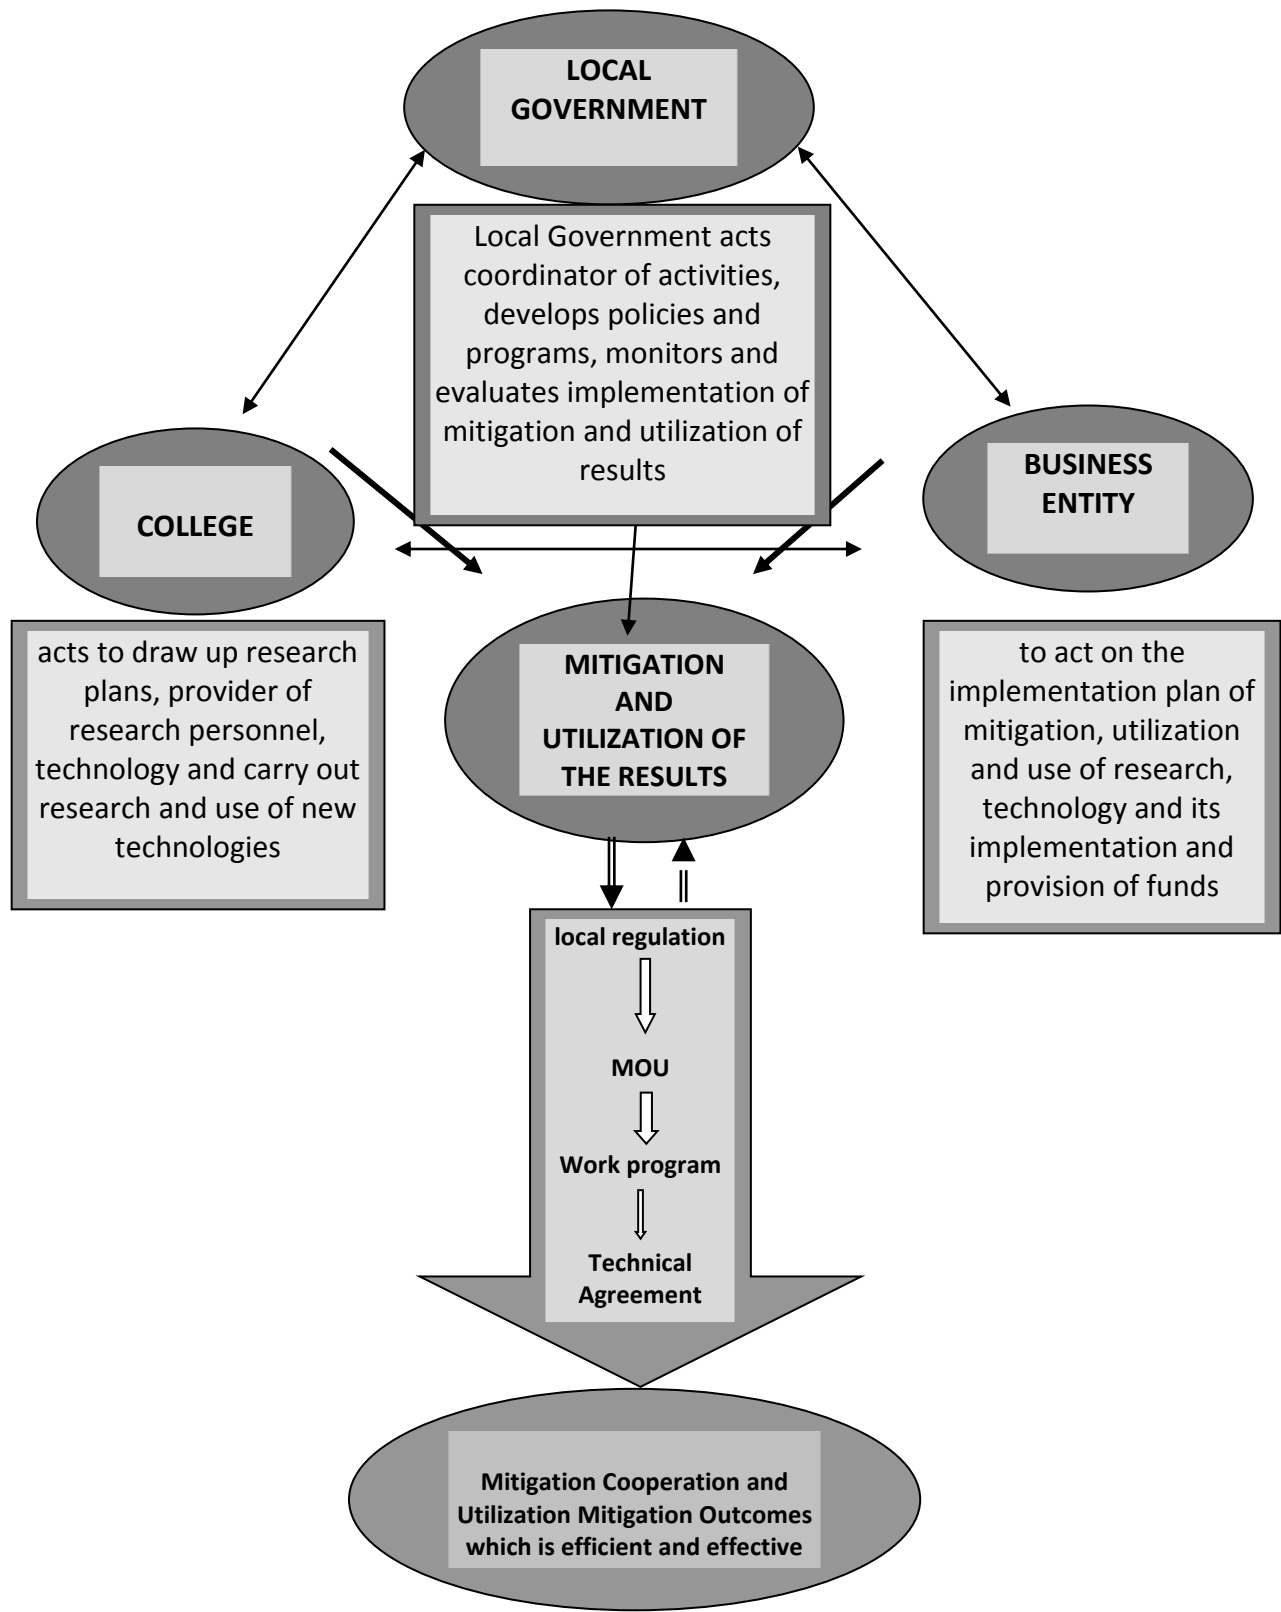 LOCAL
GOVERNMENT
Local Government acts
coordinator of activities,
develops policies and
programs, monitors and
evaluates implementation of
mitigation and utilization of
results
COLLEGE
BUSINESS
ENTITY
acts to draw up research
plans, provider of
research personnel,
technology and carry out
research and use of new
technologies
MITIGATION
AND
UTILIZATION OF
THE RESULTS
to act on the
implementation plan of
mitigation, utilization
and use of research,
technology and its
implementation and
provision of funds
local regulation
MOU
Work program
Technical
Agreement
Mitigation Cooperation and
Utilization Mitigation Outcomes
which is efficient and effective